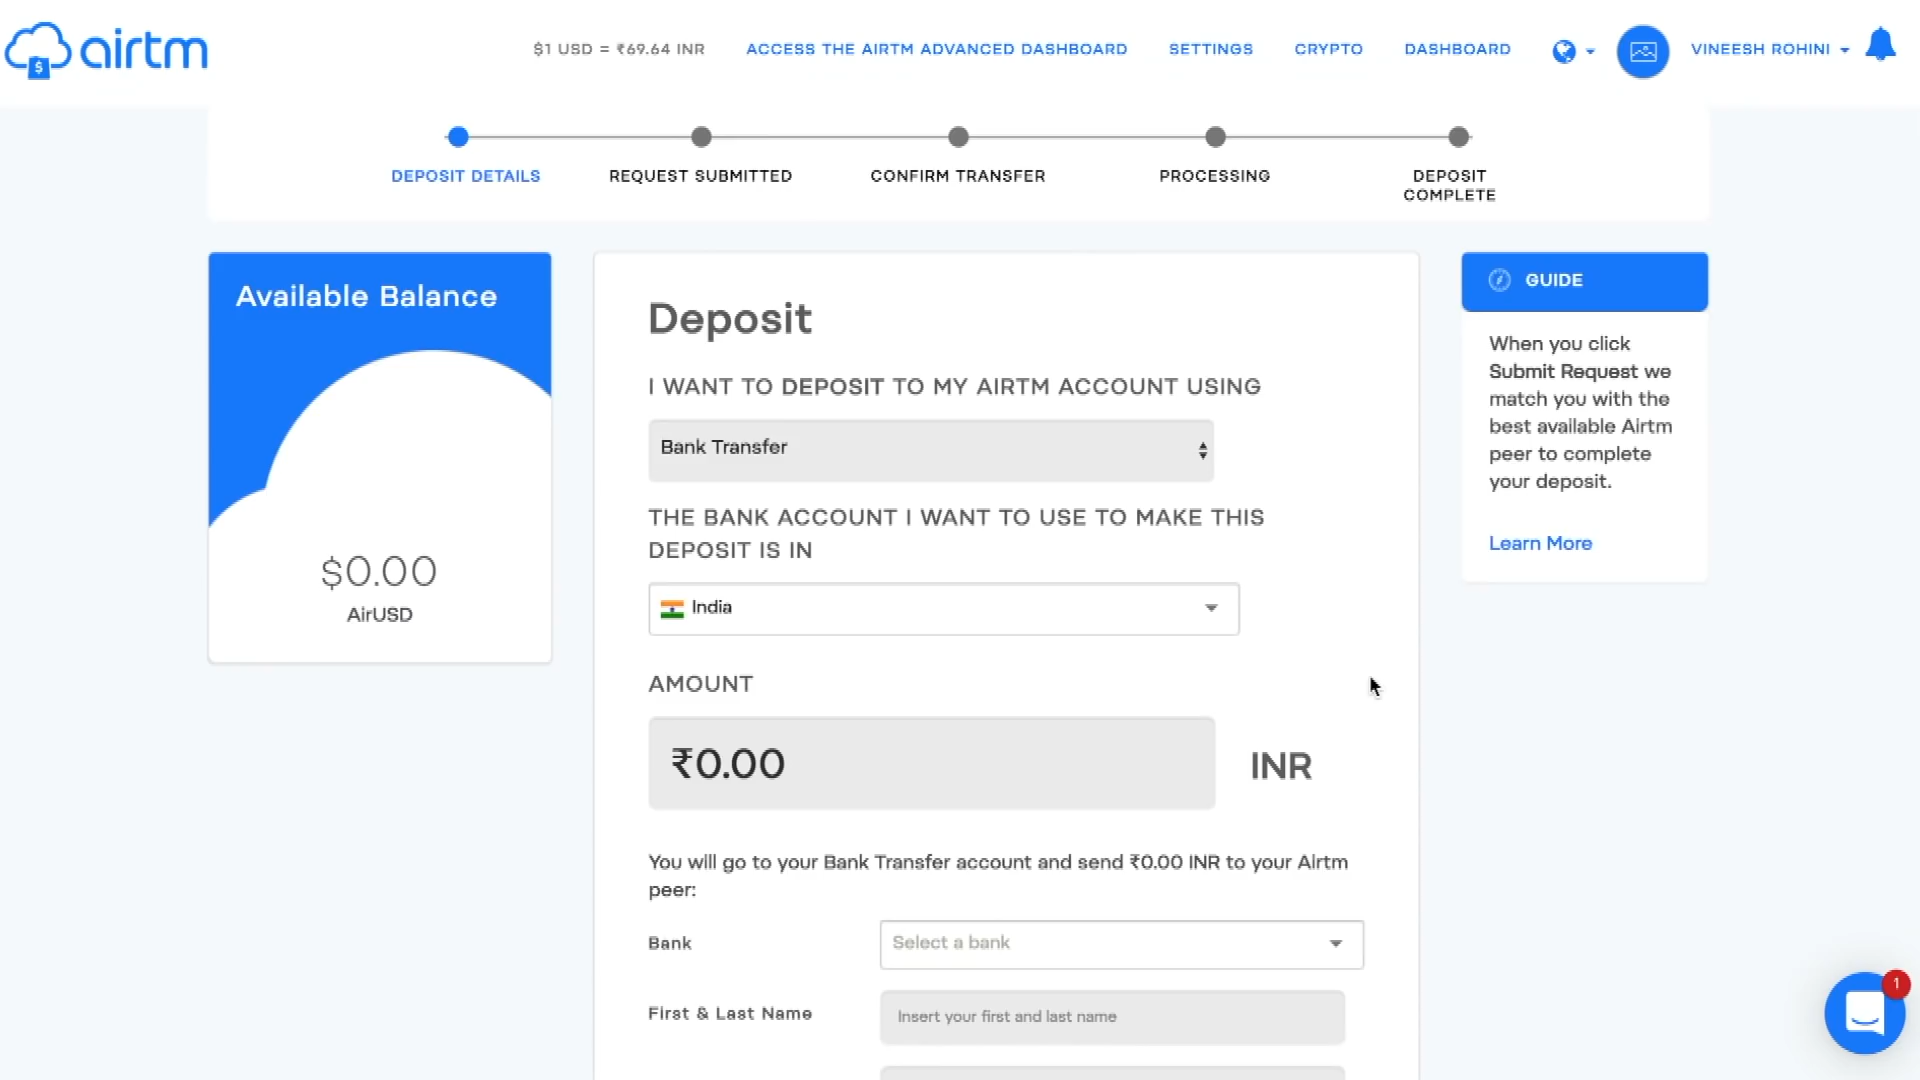 airtm
$1 USD = ₹69.64 INR
ACCESS THE AIRTM ADVANCED DASHBOARD
SETTINGS
CRYPTO
DASHBOARD
VINEESH ROHINI
DEPOSIT DETAILS
REQUEST SUBMITTED
CONFIRM TRANSFER
PROCESSING
DEPOSIT
COMPLETE
Available Balance
$0.00
AirUSD
Deposit
I WANT TO DEPOSIT TO MY AIRTM ACCOUNT USING
Bank Transfer
THE BANK ACCOUNT I WANT TO USE TO MAKE THIS
DEPOSIT IS IN
India
AMOUNT
₹0.00
INR
You will go to your Bank Transfer account and send ₹0.00 INR to your Airtm
peer:
Bank
Select a bank
First & Last Name
Insert your first and last name
GUIDE
When you click
Submit Request we
match you with the
best available Airtm
peer to complete
your deposit.
Learn More
1